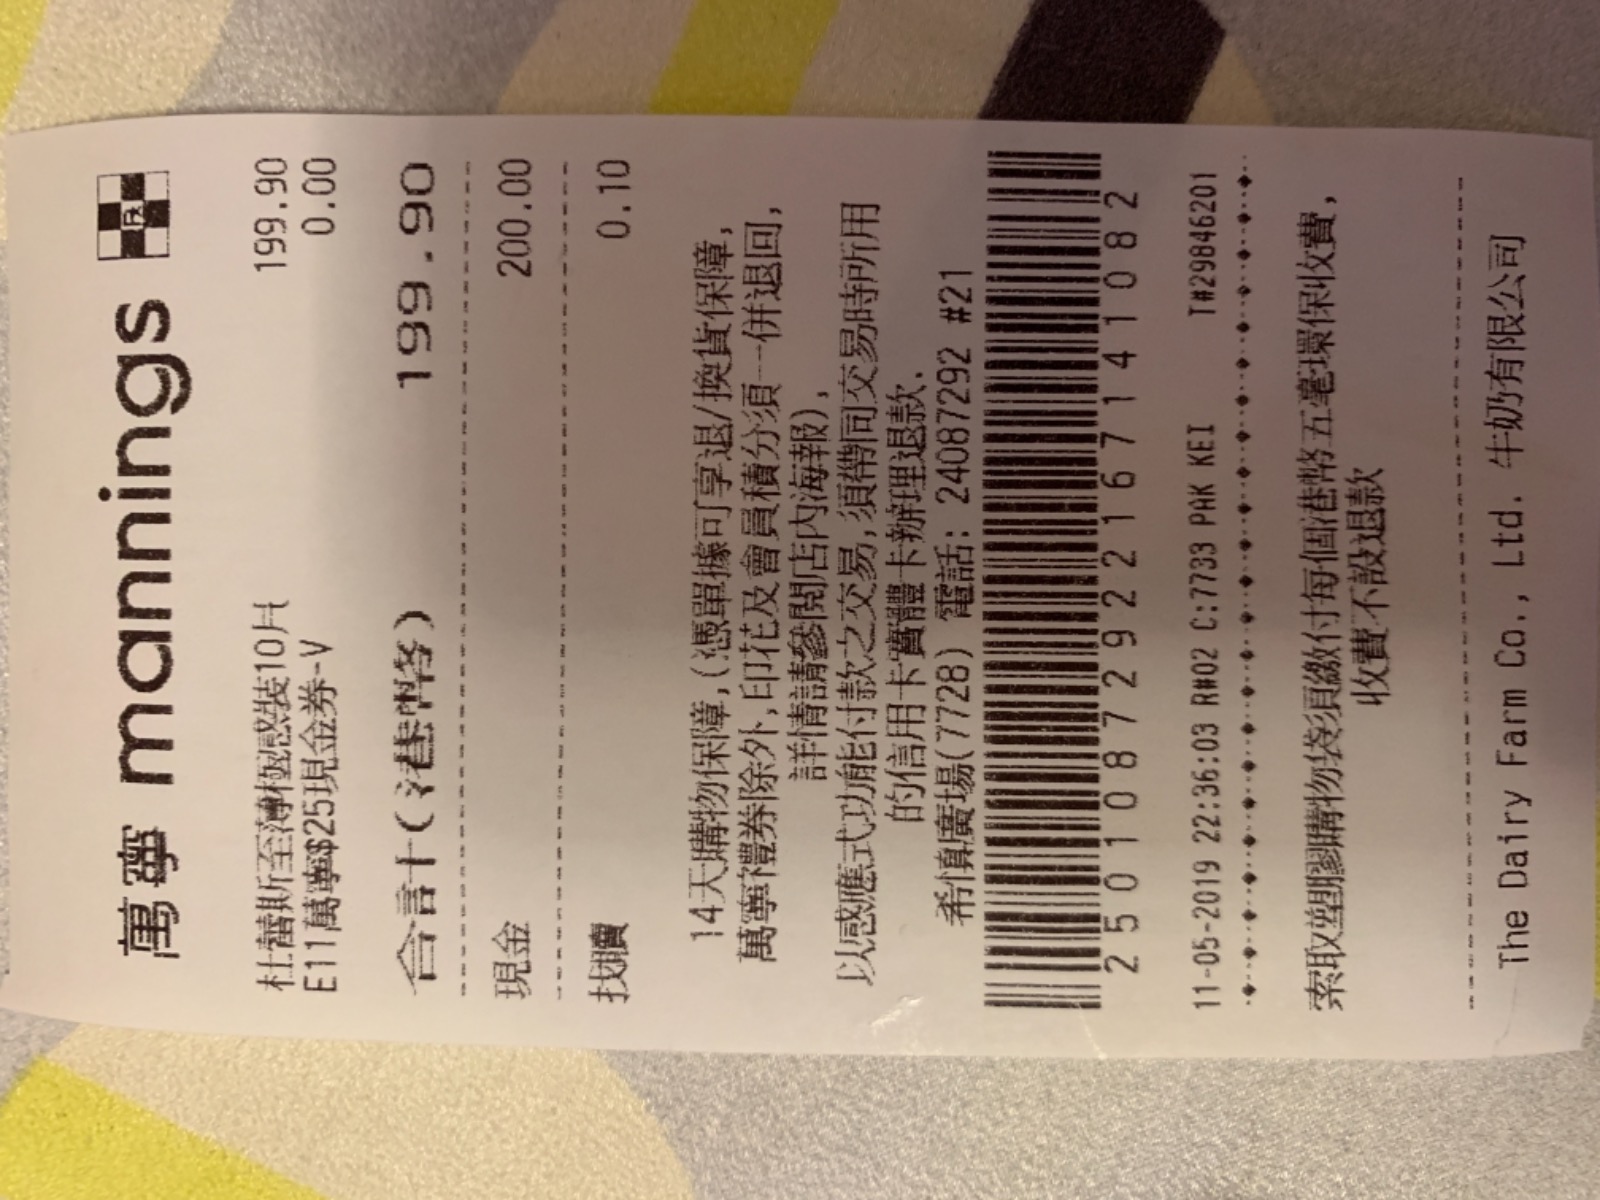 萬寧 mannings
杜蕾斯至薄極感裝10片 199.90
E11萬寧$25現金券-V 0.00
合計(港幣) 199.90
現金 200.00
找贖 0.10
14天購物保障,(憑單據可享退/換貨保障,
萬寧禮券除外,印花及會員積分須一併退回,
詳情請參閱店內海報),
以感應式功能付款之交易,須帶同交易時所用
的信用卡實體卡辦理退款.
希慎廣場(7728) 電話: 24087292 #21
25010872922167141082
11-05-2019 22:36:03 R#02 C:7733 PAK KEI T#29846201
索取塑膠購物袋須繳付每個港幣五毫環保收費,
收費不設退款
The Dairy Farm Co., Ltd. 牛奶有限公司